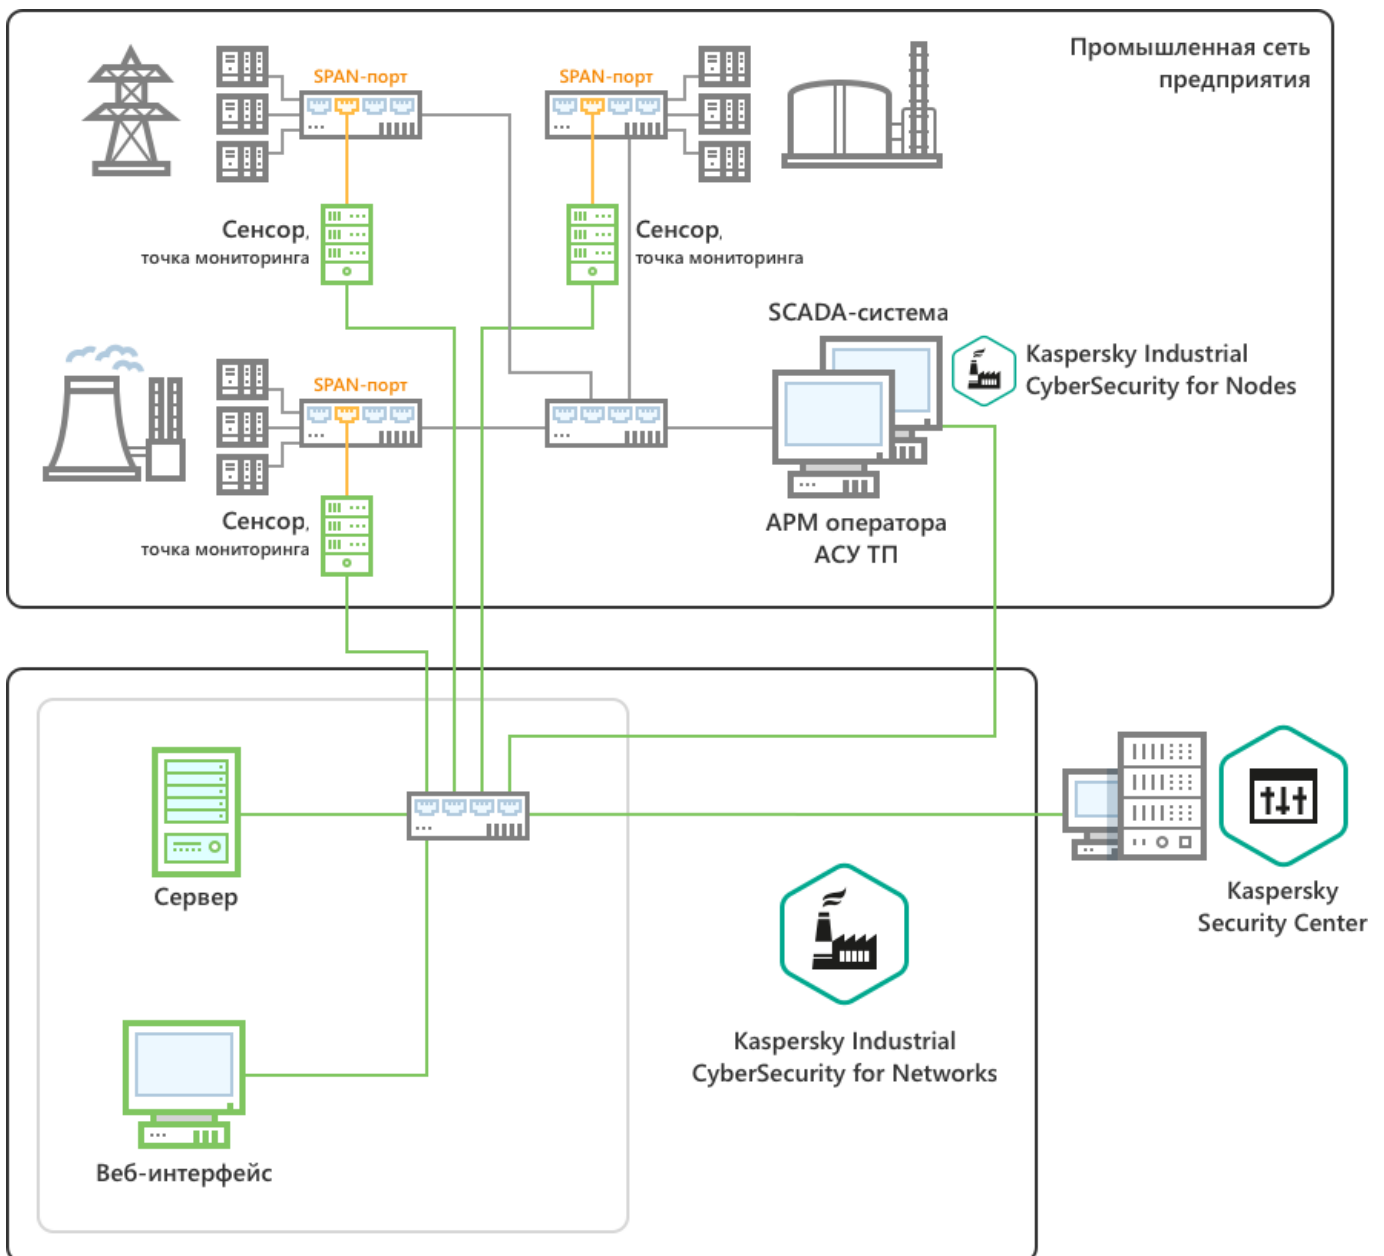 Промышленная сеть
предприятия
SPAN-порт
SPAN-порт
Сенсор,
точка мониторинга
Сенсор,
точка мониторинга
SCADA-система
Kaspersky Industrial
CyberSecurity for Nodes
SPAN-порт
Сенсор,
точка мониторинга
АРМ оператора
АСУ ТП
Сервер
Kaspersky
Security Center
Kaspersky Industrial
CyberSecurity for Networks
Веб-интерфейс